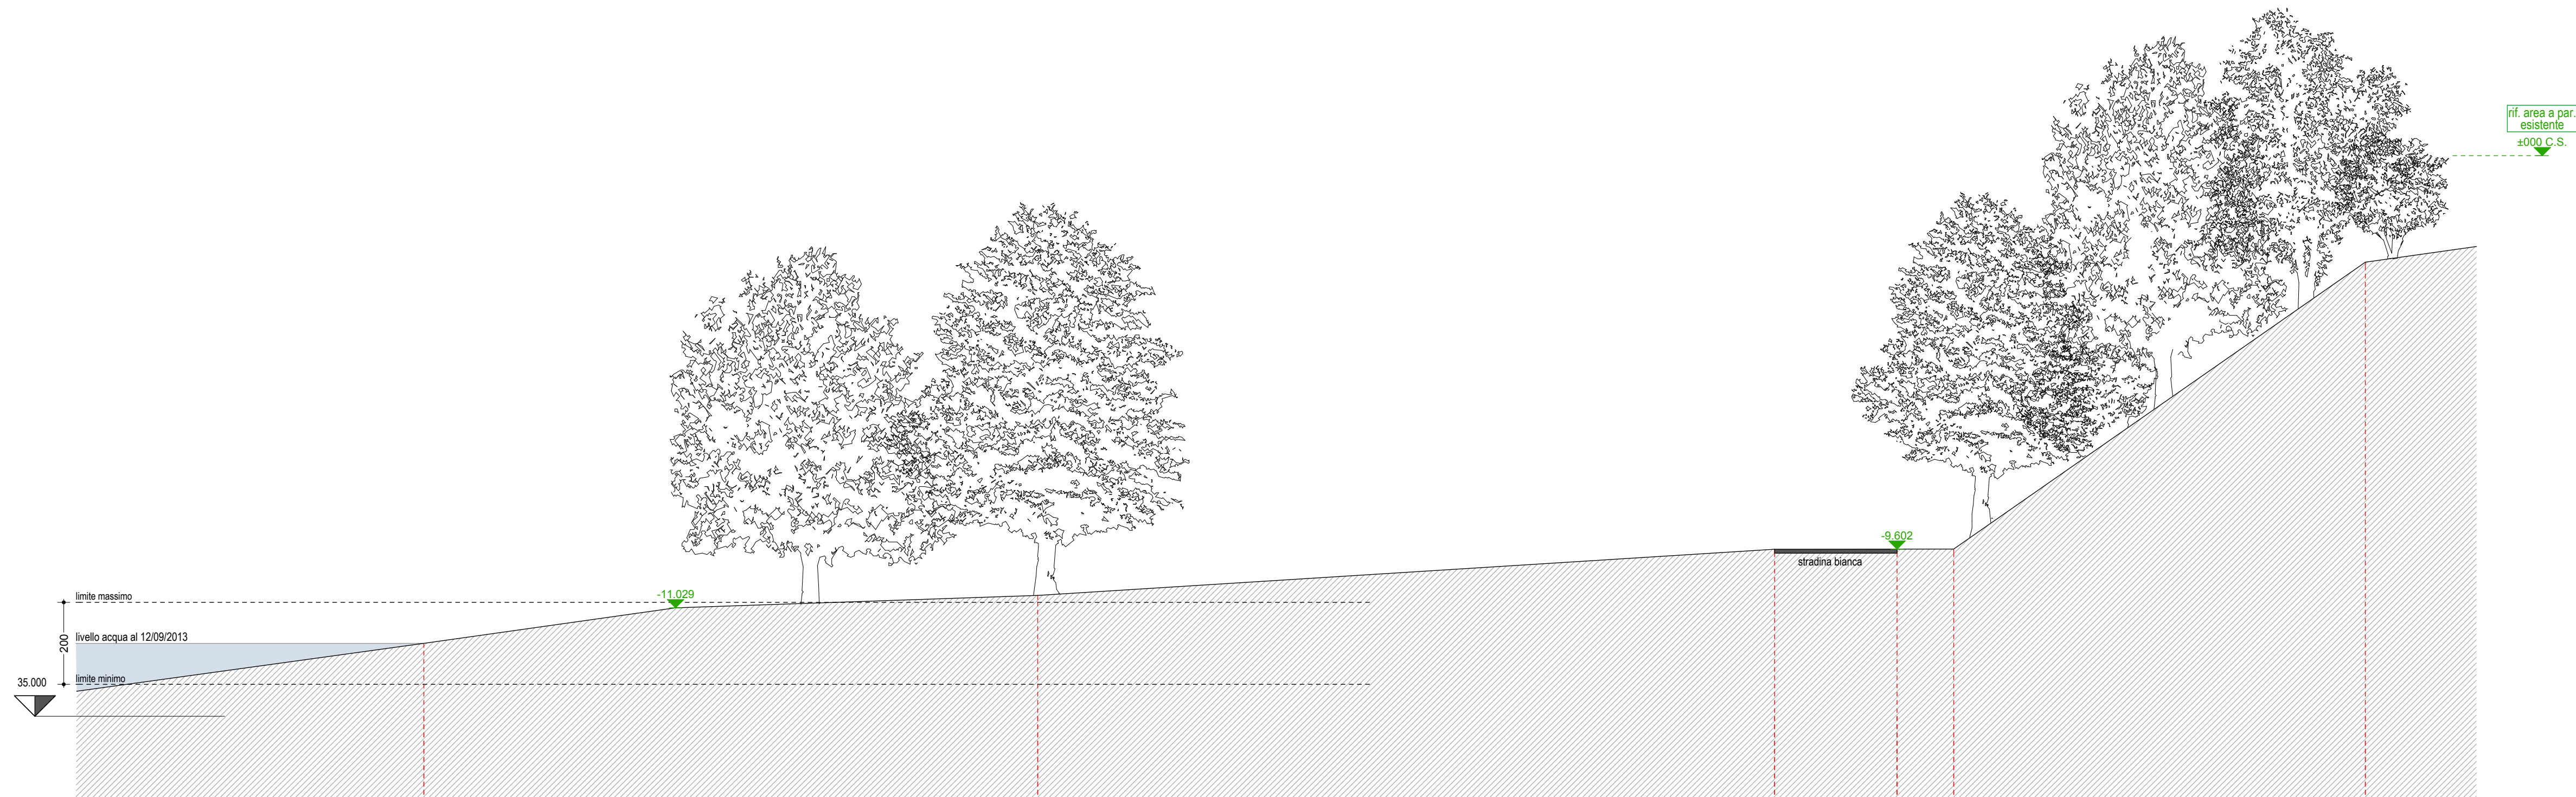 rif. area a par.
esistente
±000 C.S.
-9.602
stradina bianca
-11.029
limite massimo
200
livello acqua al 12/09/2013
limite minimo
35.000